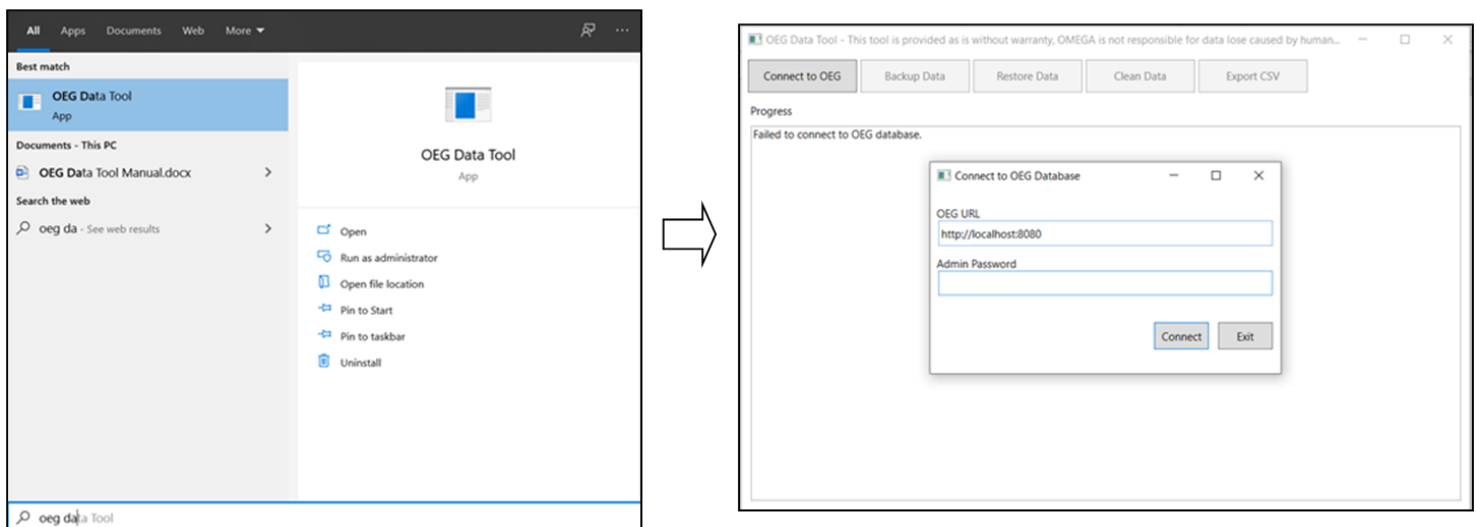 All Apps Documents Web More
Best match
OEG Data Tool
App
Documents - This PC
OEG Data Tool Manual.docx
Search the web
oeg da - See web results
OEG Data Tool
App
Open
Run as administrator
Open file location
Pin to Start
Pin to taskbar
Uninstall
oeg data Tool
OEG Data Tool - This tool is provided as is without warranty, OMEGA is not responsible for data lose caused by human...
Connect to OEG Backup Data Restore Data Clean Data Export CSV
Progress
Failed to connect to OEG database.
Connect to OEG Database
OEG URL
http://localhost:8080
Admin Password
Connect Exit